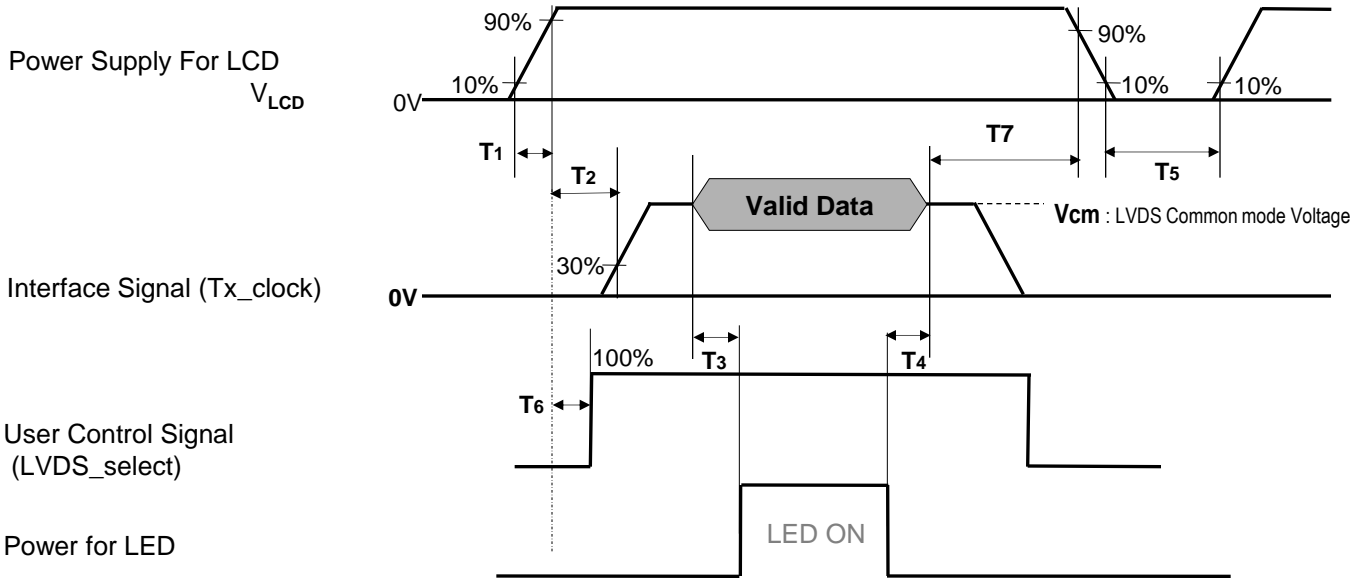 90%
90%
Power Supply For LCD
VLCD
10%
10%
10%
0V
T1
T2
T7
T5
Valid Data
Vcm : LVDS Common mode Voltage
30%
Interface Signal (Tx_clock)
0V
T3
T4
100%
T6
User Control Signal
(LVDS_select)
LED ON
Power for LED